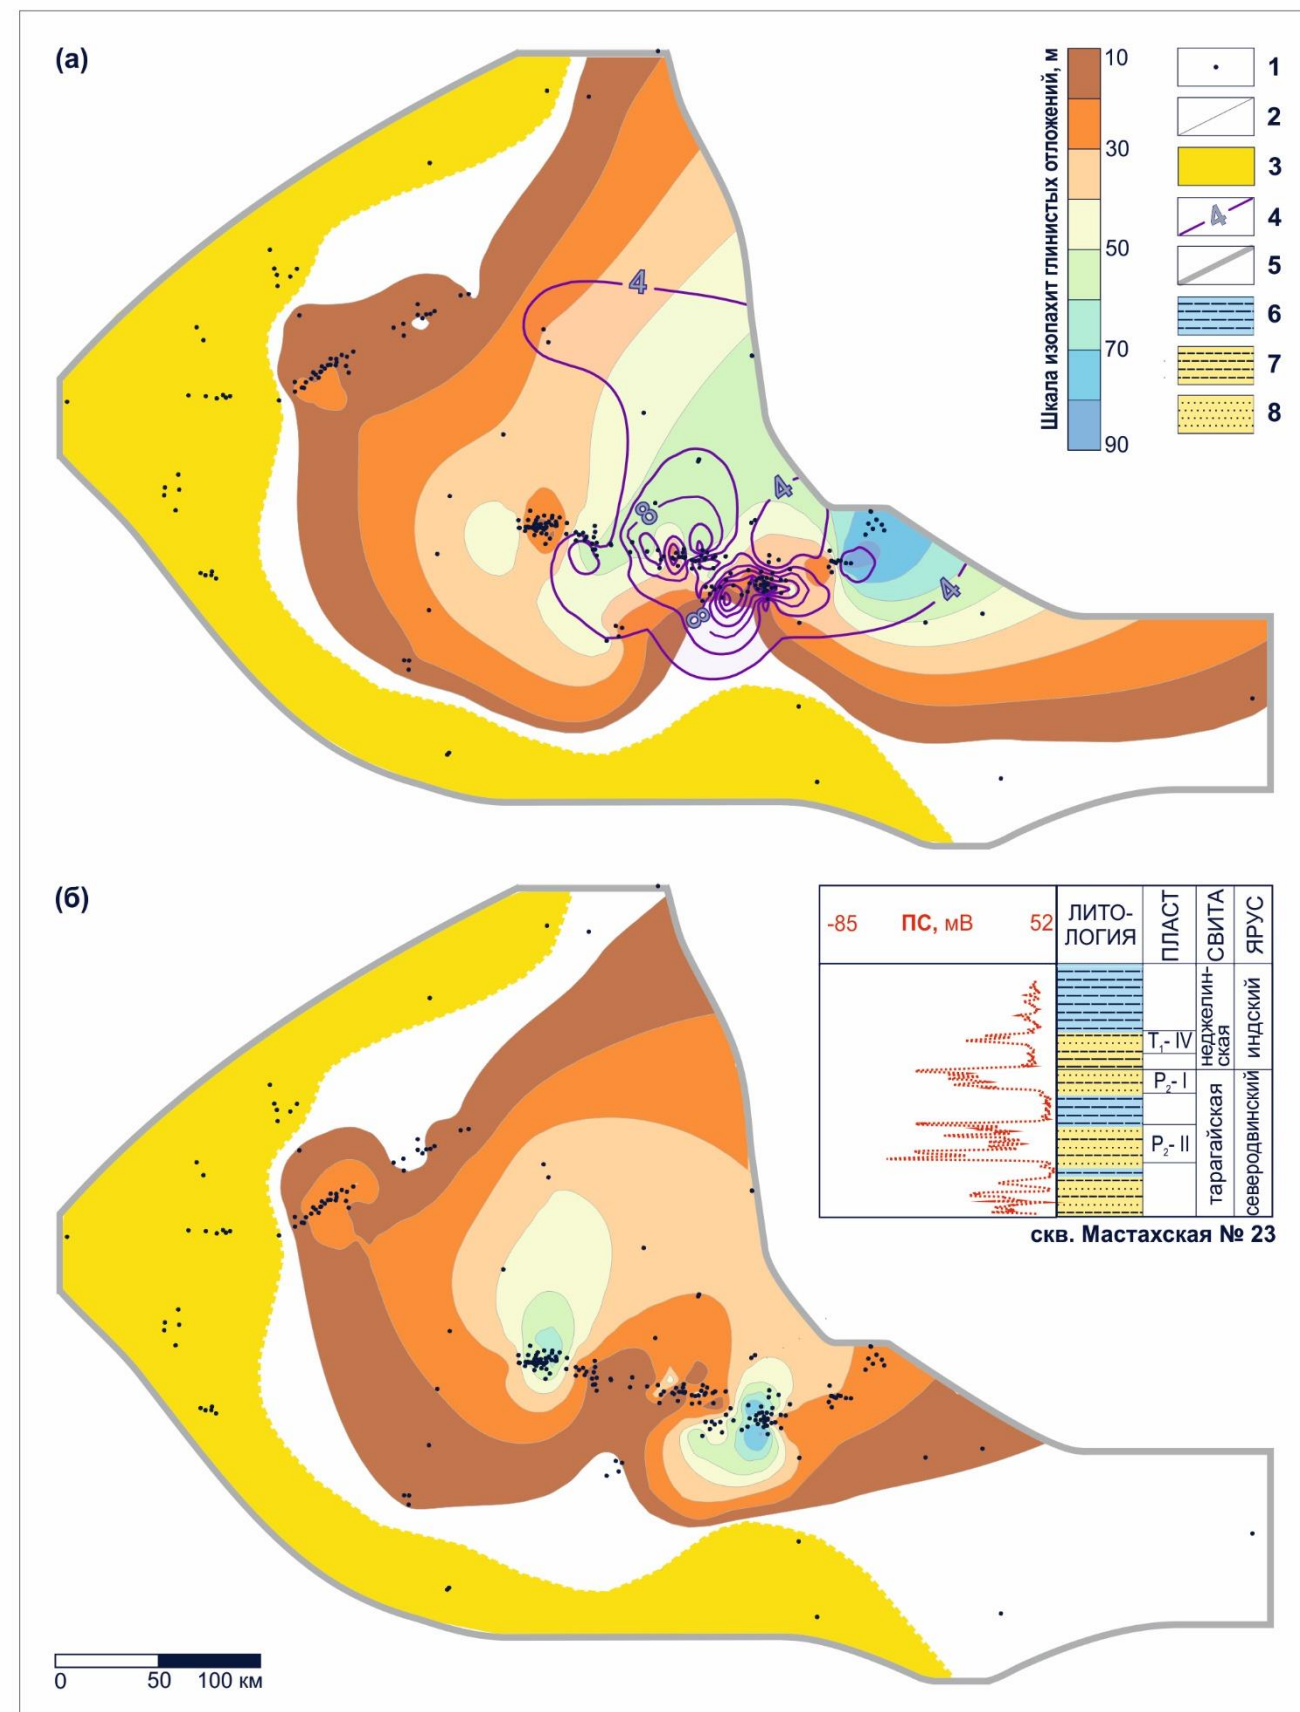 (а)
Шкала изопахит глинистых отложений, м
10
30
50
70
90
1
2
3
4 4
5
6
7
8
4
8
4
8
4
(б)
-85 ПС, мВ 52
ЛИТО-
ЛОГИЯ
ПЛАСТ
СВИТА
ЯРУС
T₁- IV
P₂- I
P₂- II
неджелин-
ская
тарагайская
индский
северодвинский
скв. Мастахская № 23
0 50 100 км